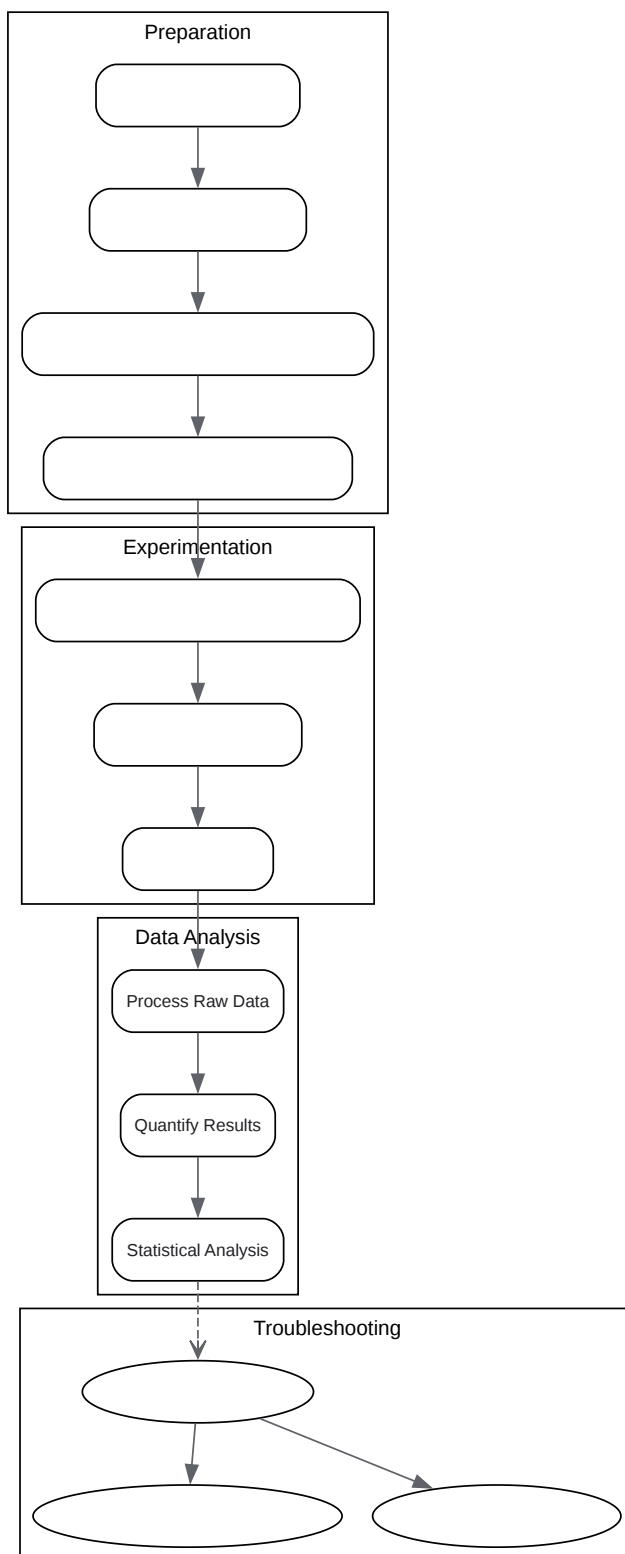 Preparation
Experimentation
Data Analysis
Process Raw Data
Quantify Results
Statistical Analysis
Troubleshooting